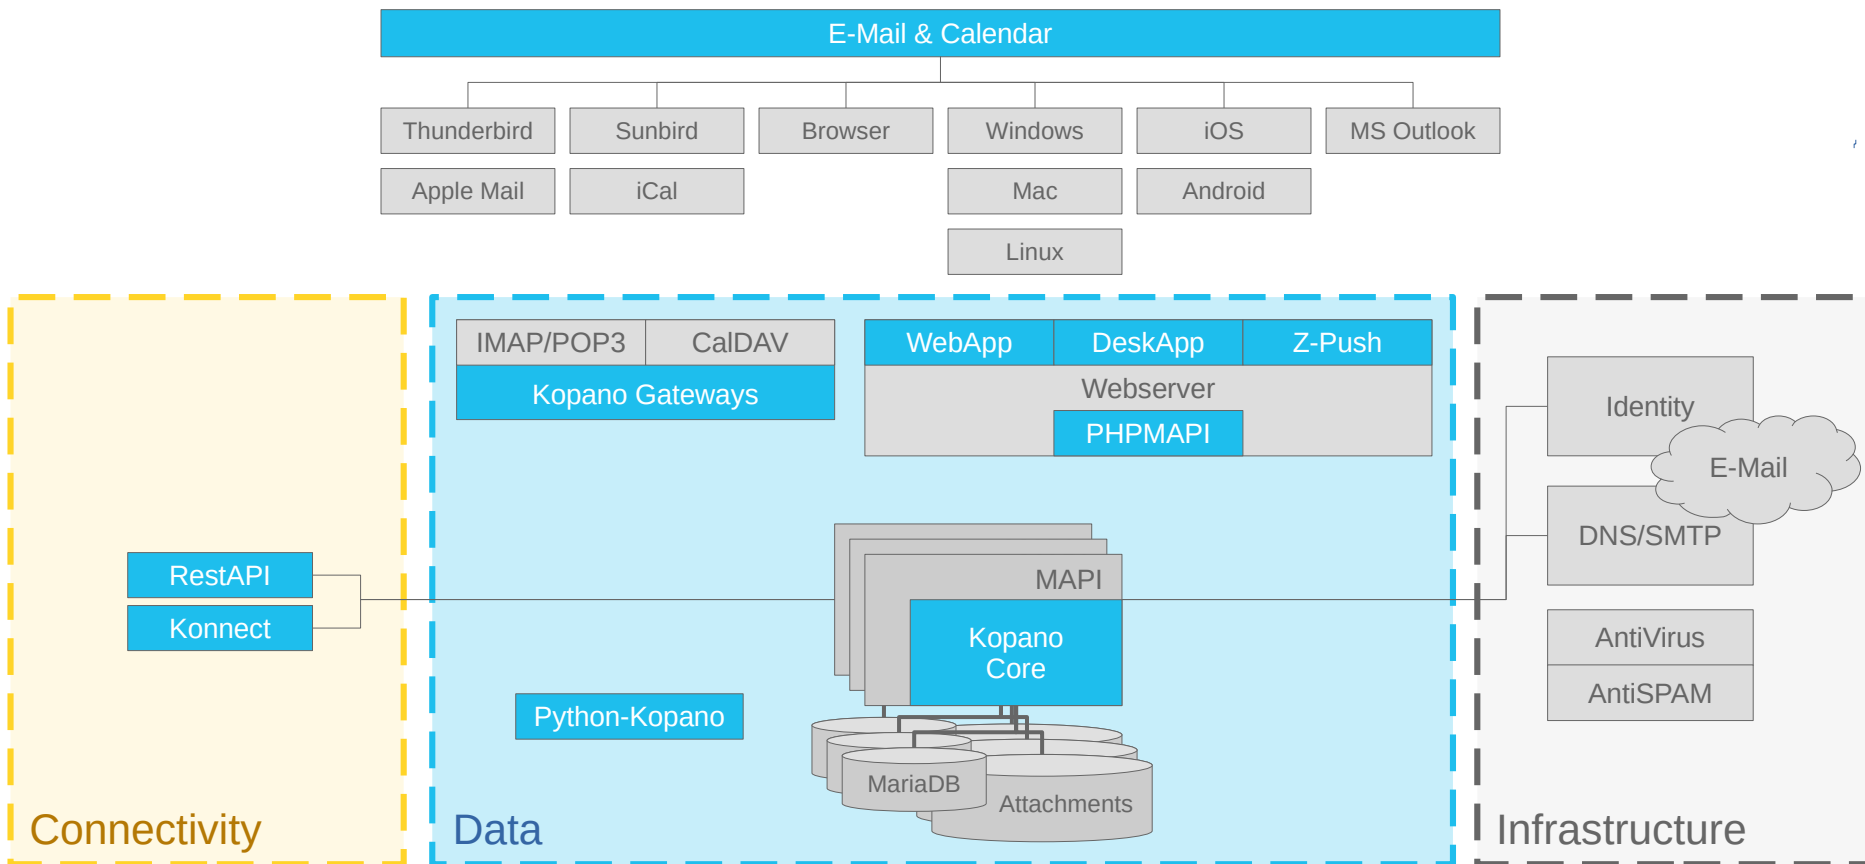 E-Mail & Calendar
Thunderbird
Sunbird
Browser
Windows
iOS
MS Outlook
Apple Mail
iCal
Mac
Android
Linux
IMAP/POP3
CalDAV
Kopano Gateways
WebApp
DeskApp
Z-Push
Webserver
PHPMAPI
Identity
E-Mail
DNS/SMTP
RestAPI
Konnect
MAPI
Kopano
Core
AntiVirus
AntiSPAM
Python-Kopano
MariaDB
Attachments
Connectivity
Data
Infrastructure